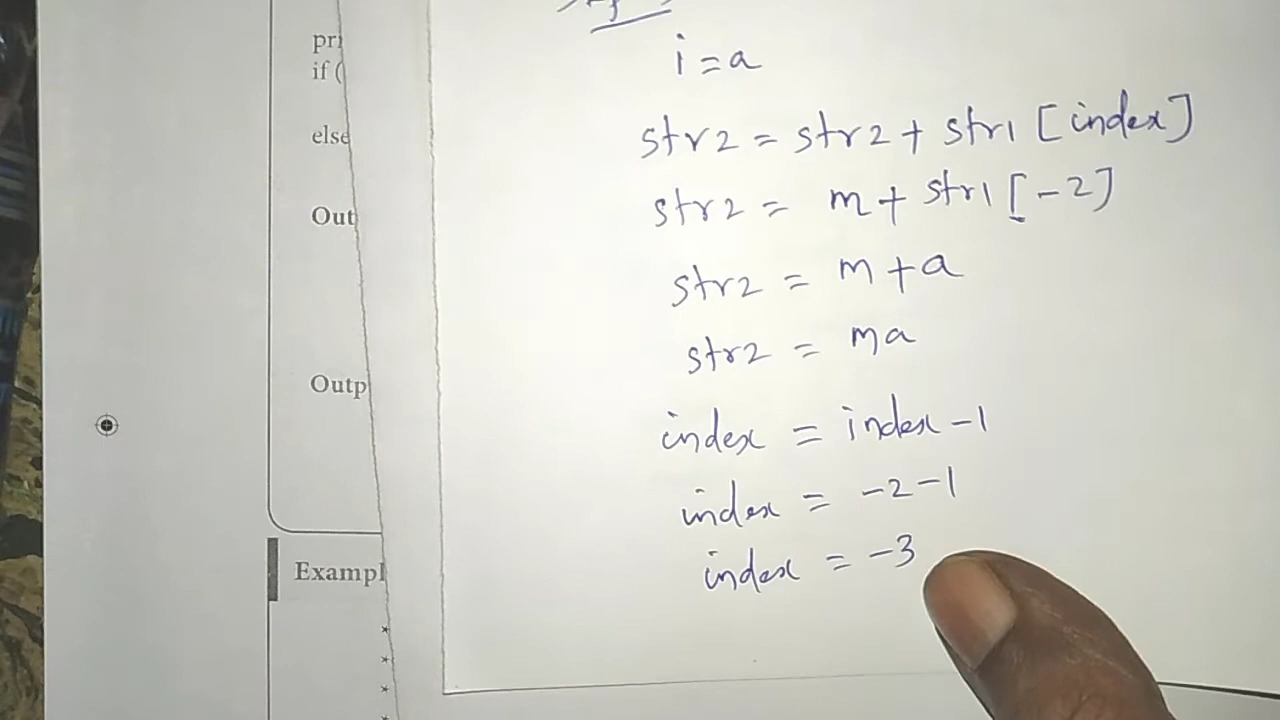 pri
if (
else
Out
Outp
Exampl
*
*
*
i = a
str2 = str2 + str1 [index]
str2 = m + str1 [-2]
str2 = m + a
str2 = ma
index = index - 1
index = -2 - 1
index = -3